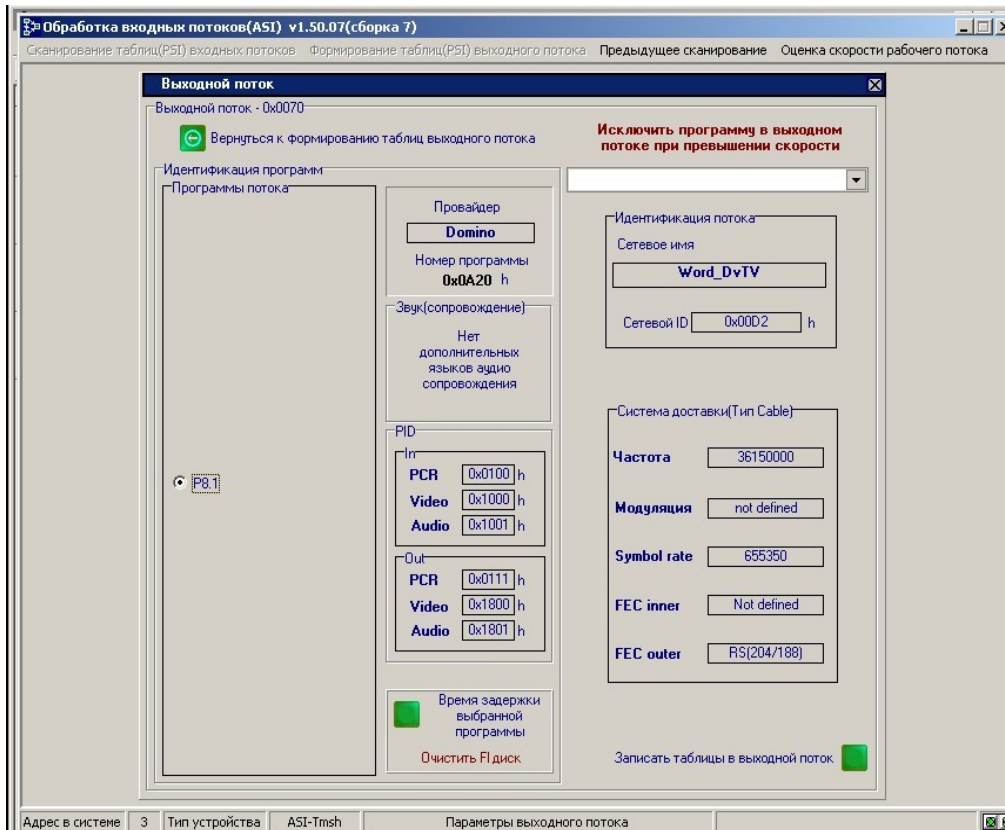 Обработка входных потоков(ASI) v1.50.07(сборка 7)
Сканирование таблиц(PSI) входных потоков Формирование таблиц(PSI) выходного потока Предыдущее сканирование Оценка скорости рабочего потока
Выходной поток
Выходной поток - 0x0070
Вернуться к формированию таблиц выходного потока
Исключить программу в выходном
потоке при превышении скорости
Идентификация программ
Программы потока
P8.1
Провайдер
Domino
Номер программы
0x0A20 h
Звук(сопровождение)
Нет
дополнительных
языков аудио
сопровождения
PID
In
PCR 0x0100 h
Video 0x1000 h
Audio 0x1001 h
Out
PCR 0x0111 h
Video 0x1800 h
Audio 0x1801 h
Время задержки
выбранной
программы
Очистить Fl диск
Идентификация потока
Сетевое имя
Word_DvTV
Сетевой ID 0x00D2 h
Система доставки(Тип Cable)
Частота 36150000
Модуляция not defined
Symbol rate 655350
FEC inner Not defined
FEC outer RS(204/188)
Записать таблицы в выходной поток
Адрес в системе 3 Тип устройства ASI-Tmsh Параметры выходного потока